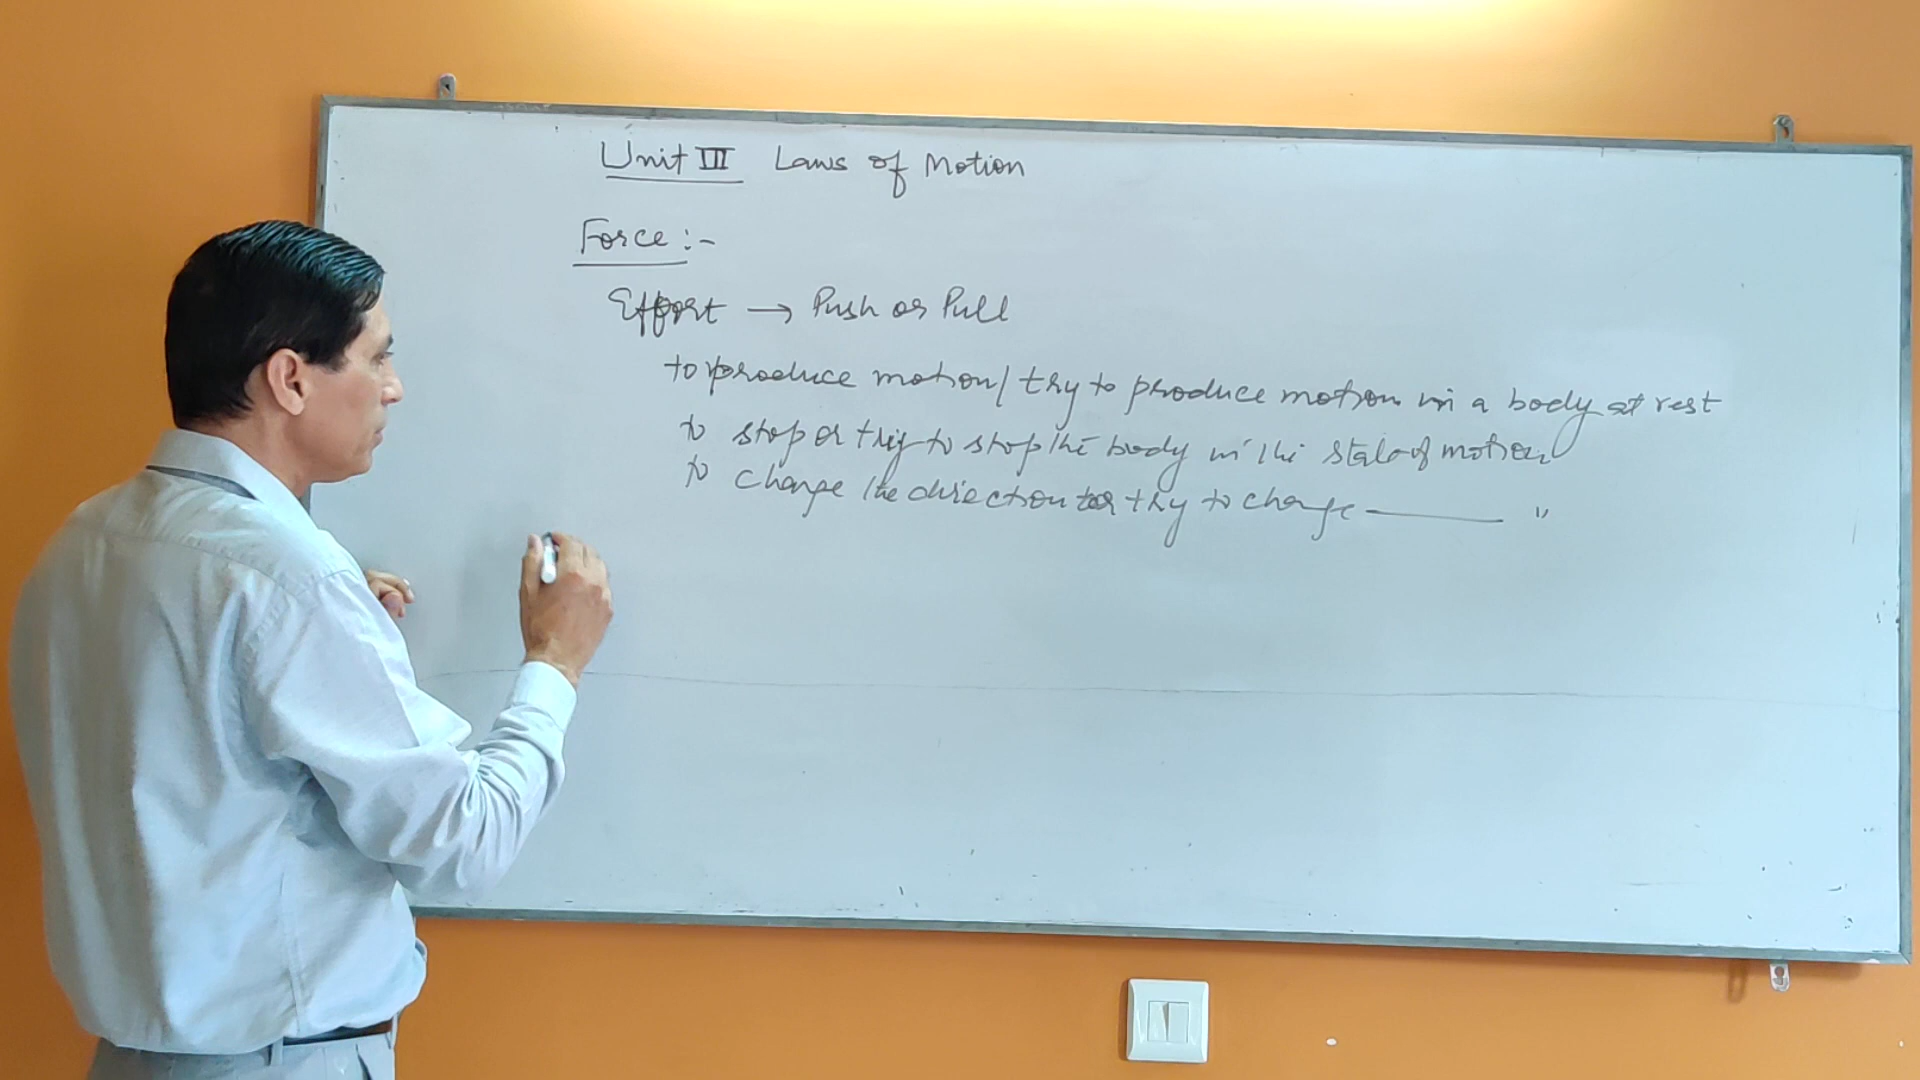 Unit III Laws of Motion
Force :-
Effort → Push or Pull
to produce motion/ try to produce motion in a body at rest
to stop or try to stop the body in the state of motion
to change the direction or try to change ——— "